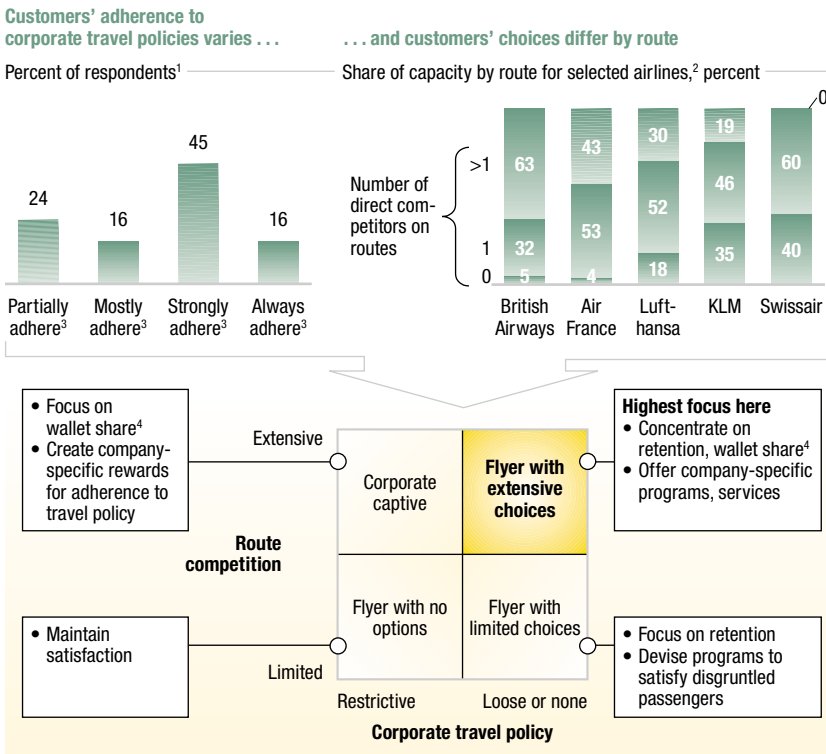 Customers' adherence to
corporate travel policies varies . . .
. . . and customers' choices differ by route
Percent of respondents¹
Share of capacity by route for selected airlines,² percent
24
16
45
16
Partially
adhere³
Mostly
adhere³
Strongly
adhere³
Always
adhere³
Number of
direct com-
petitors on
routes
>1
1
0
63
32
5
43
53
4
30
52
18
19
46
35
0
60
40
British
Airways
Air
France
Luft-
hansa
KLM
Swissair
• Focus on
wallet share⁴
• Create company-
specific rewards
for adherence to
travel policy
Highest focus here
• Concentrate on
retention, wallet share⁴
• Offer company-specific
programs, services
Extensive
Corporate
captive
Flyer with
extensive
choices
Route
competition
Flyer with no
options
Flyer with
limited choices
• Maintain
satisfaction
• Focus on retention
• Devise programs to
satisfy disgruntled
passengers
Limited
Restrictive
Loose or none
Corporate travel policy